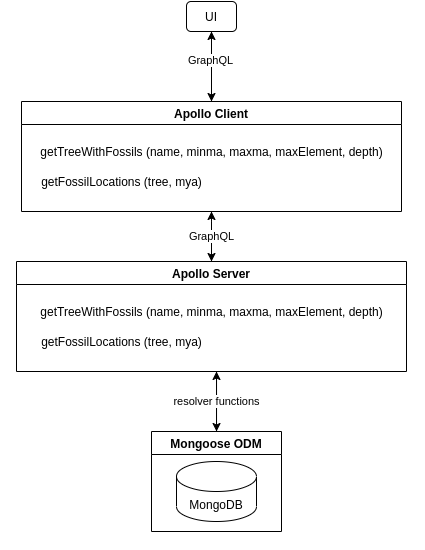 UI
GraphQL
Apollo Client
getTreeWithFossils (name, minma, maxma, maxElement, depth)
getFossilLocations (tree, mya)
GraphQL
Apollo Server
getTreeWithFossils (name, minma, maxma, maxElement, depth)
getFossilLocations (tree, mya)
resolver functions
Mongoose ODM
MongoDB